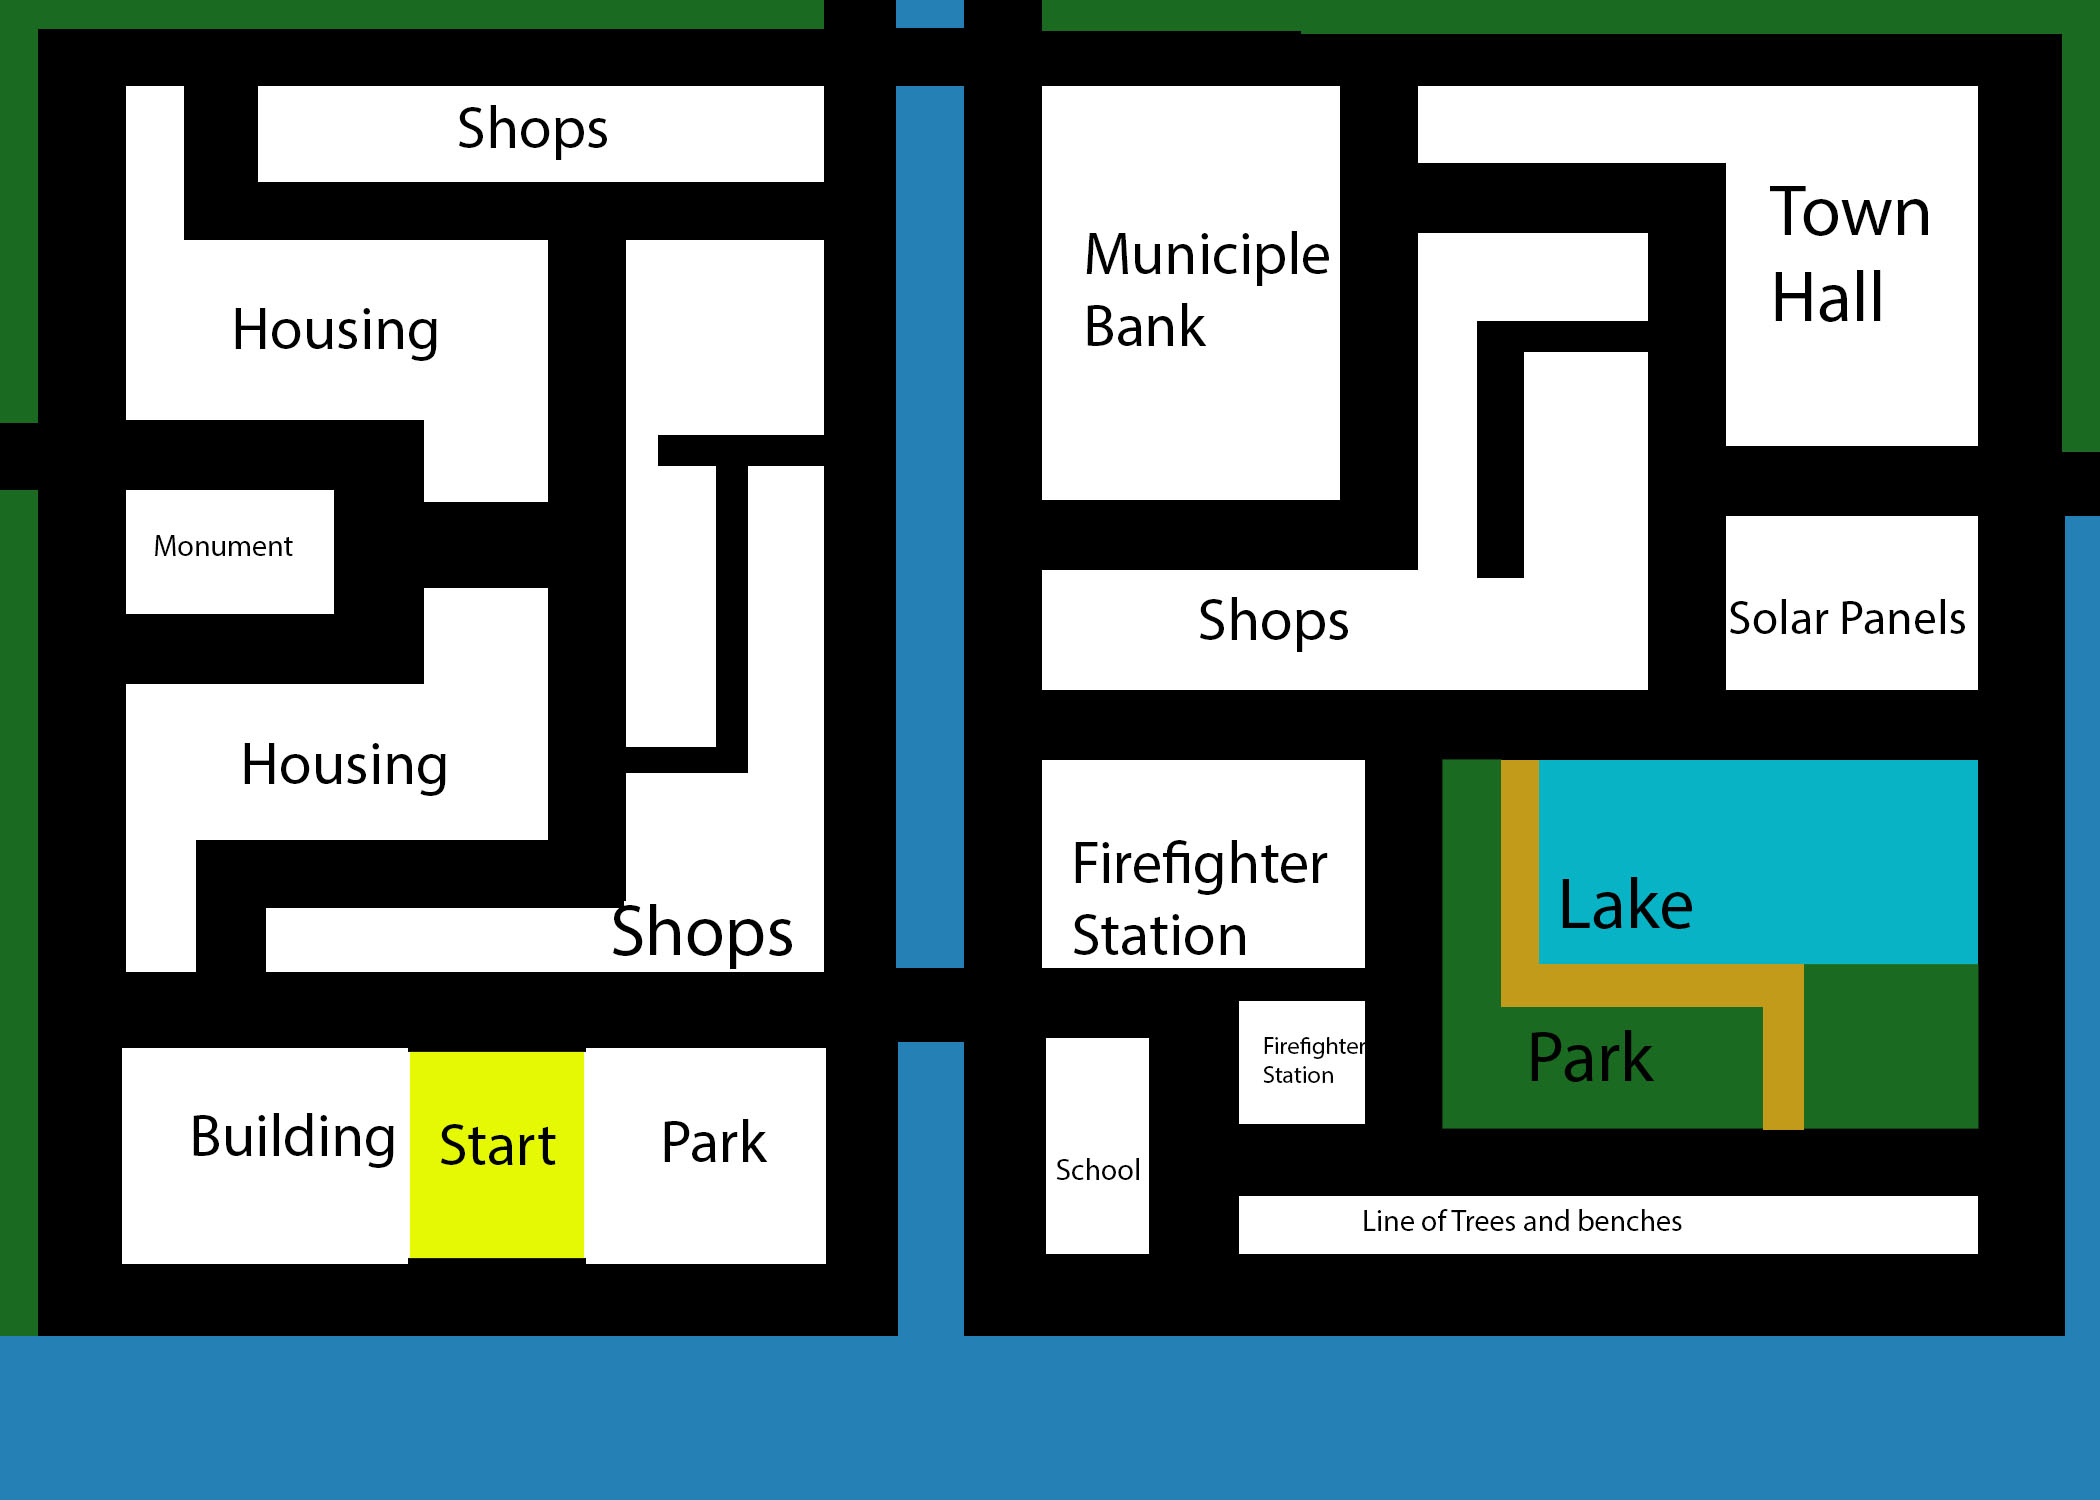 Shops
Town
Hall
Municiple
Bank
Housing
Monument
Shops
Solar Panels
Housing
Firefighter
Station
Lake
Shops
Firefighter
Station
Park
Building
Start
Park
School
Line of Trees and benches